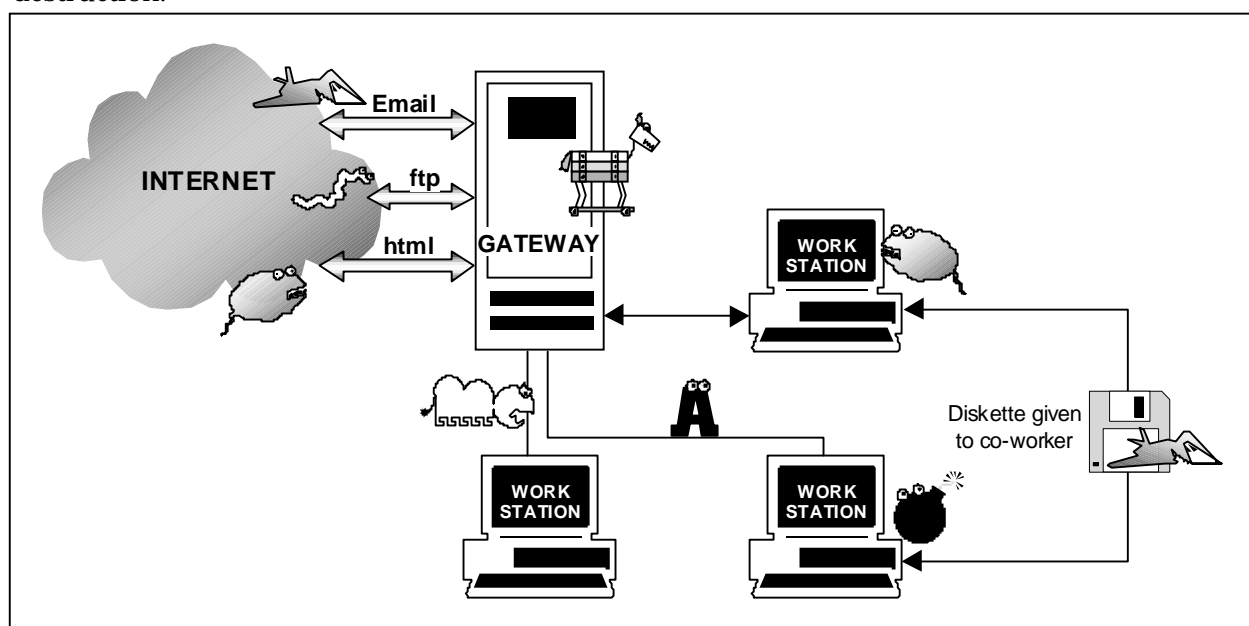 Email
INTERNET
ftp
html
GATEWAY
WORK
STATION
Diskette given
to co-worker
A
WORK
STATION
WORK
STATION